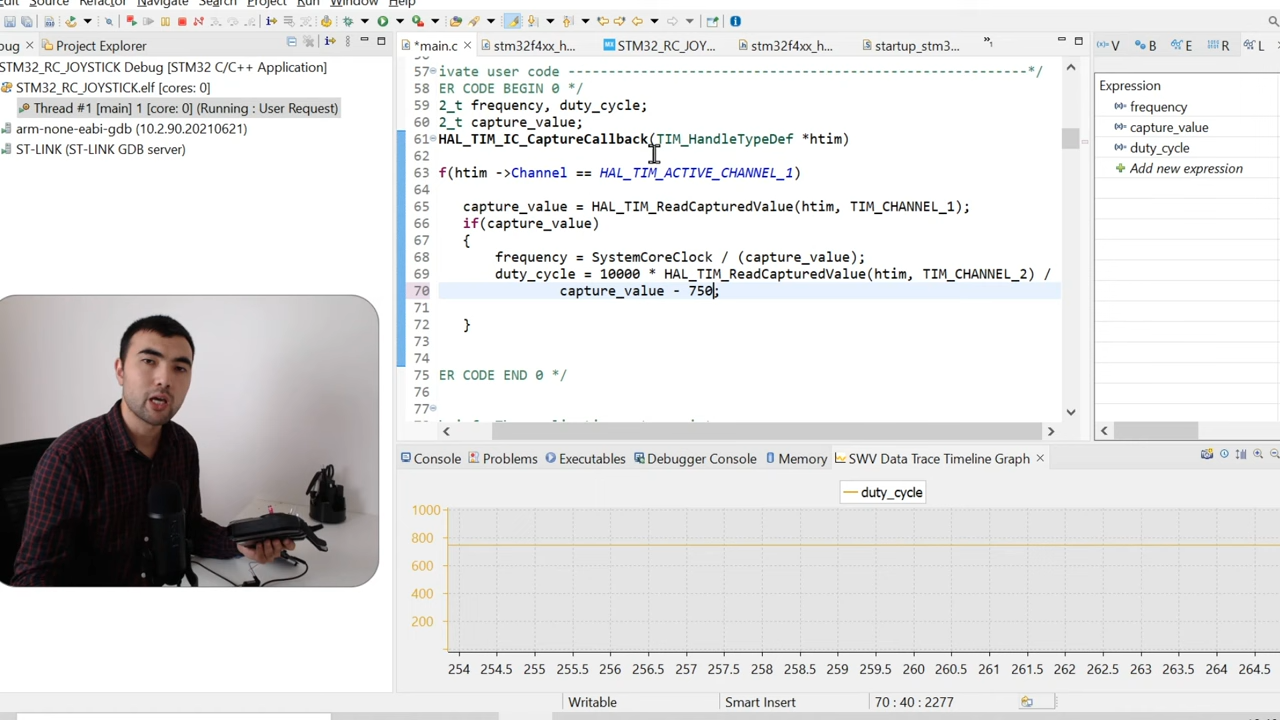 Source Refactor Navigate Search Project Run Window Help
Project Explorer
*main.c
stm32f4xx_h...
STM32_RC_JOY...
stm32f4xx_h...
startup_stm3...
STM32_RC_JOYSTICK Debug [STM32 C/C++ Application]
STM32_RC_JOYSTICK.elf [cores: 0]
Thread #1 [main] 1 [core: 0] (Running : User Request)
arm-none-eabi-gdb (10.2.90.20210621)
ST-LINK (ST-LINK GDB server)
57 ivate user code ---------------------------------------------------------*/
58 ER CODE BEGIN 0 */
59 2_t frequency, duty_cycle;
60 2_t capture_value;
61 HAL_TIM_IC_CaptureCallback(TIM_HandleTypeDef *htim)
62
63 f(htim ->Channel == HAL_TIM_ACTIVE_CHANNEL_1)
64
65 capture_value = HAL_TIM_ReadCapturedValue(htim, TIM_CHANNEL_1);
66 if(capture_value)
67 {
68 frequency = SystemCoreClock / (capture_value);
69 duty_cycle = 10000 * HAL_TIM_ReadCapturedValue(htim, TIM_CHANNEL_2) /
70 capture_value - 750;
71
72 }
73
74
75 ER CODE END 0 */
76
77
Expression
frequency
capture_value
duty_cycle
Add new expression
Console
Problems
Executables
Debugger Console
Memory
SWV Data Trace Timeline Graph
duty_cycle
1000
800
600
400
200
254 254.5 255 255.5 256 256.5 257 257.5 258 258.5 259 259.5 260 260.5 261 261.5 262 262.5 263 263.5 264 264.5
Writable
Smart Insert
70 : 40 : 2277